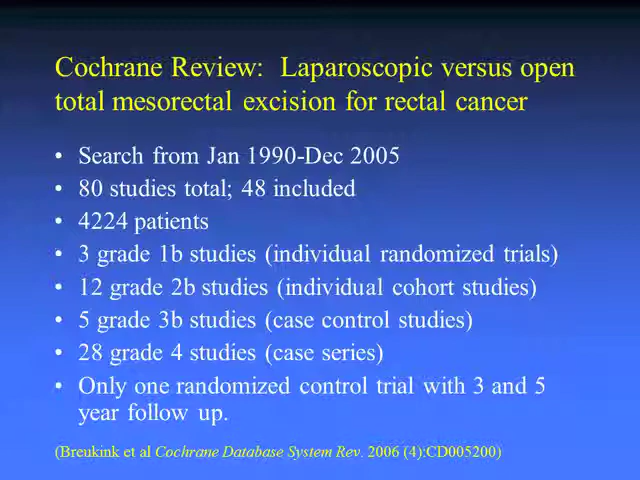 Cochrane Review:  Laparoscopic versus open
total mesorectal excision for rectal cancer
• Search from Jan 1990-Dec 2005
• 80 studies total; 48 included
• 4224 patients
• 3 grade 1b studies (individual randomized trials)
• 12 grade 2b studies (individual cohort studies)
• 5 grade 3b studies (case control studies)
• 28 grade 4 studies (case series)
• Only one randomized control trial with 3 and 5
year follow up.
(Breukink et al Cochrane Database System Rev. 2006 (4):CD005200)